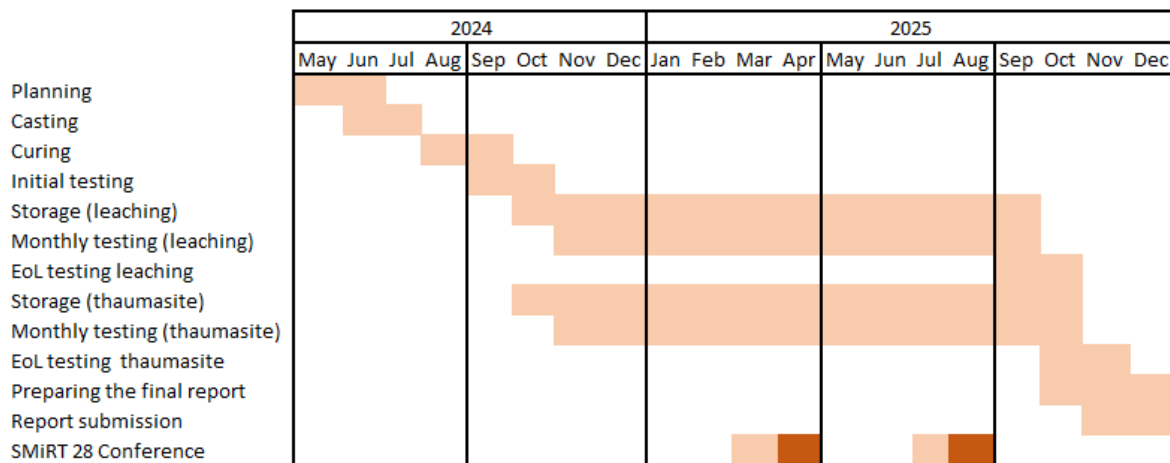 2024 2025
May Jun Jul Aug Sep Oct Nov Dec Jan Feb Mar Apr May Jun Jul Aug Sep Oct Nov Dec
Planning
Casting
Curing
Initial testing
Storage (leaching)
Monthly testing (leaching)
EoL testing leaching
Storage (thaumasite)
Monthly testing (thaumasite)
EoL testing  thaumasite
Preparing the final report
Report submission
SMiRT 28 Conference